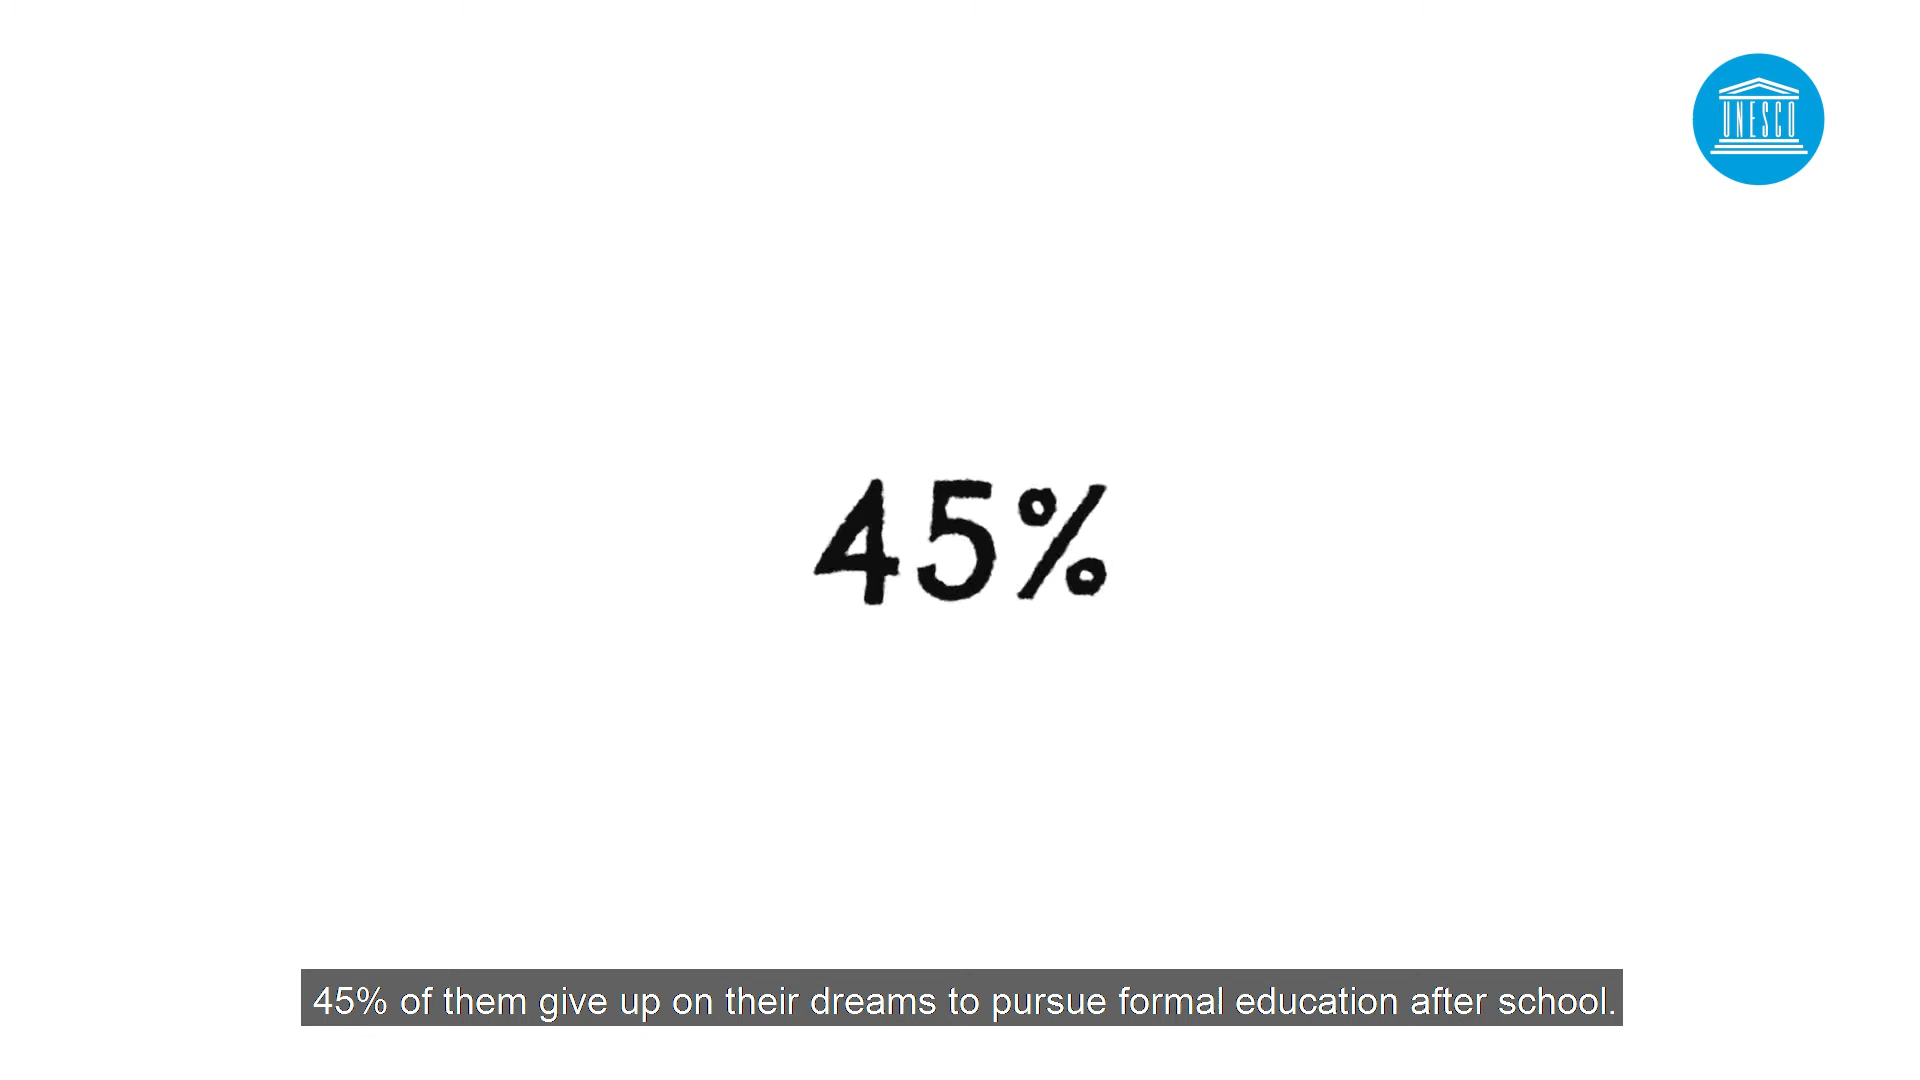 UNESCO
45%
45% of them give up on their dreams to pursue formal education after school.